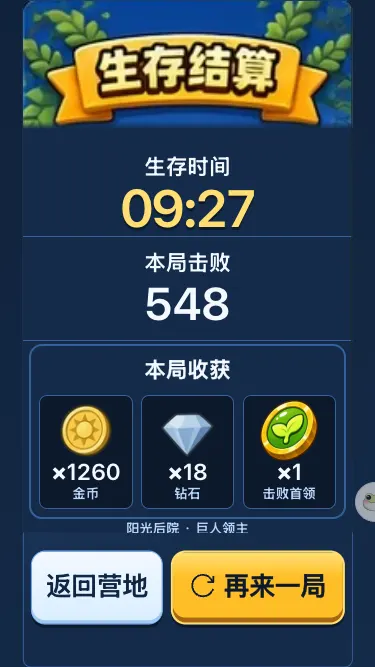 生存结算
生存时间
09:27
本局击败
548
本局收获
×1260
金币
×18
钻石
×1
击败首领
阳光后院 · 巨人领主
返回营地
再来一局